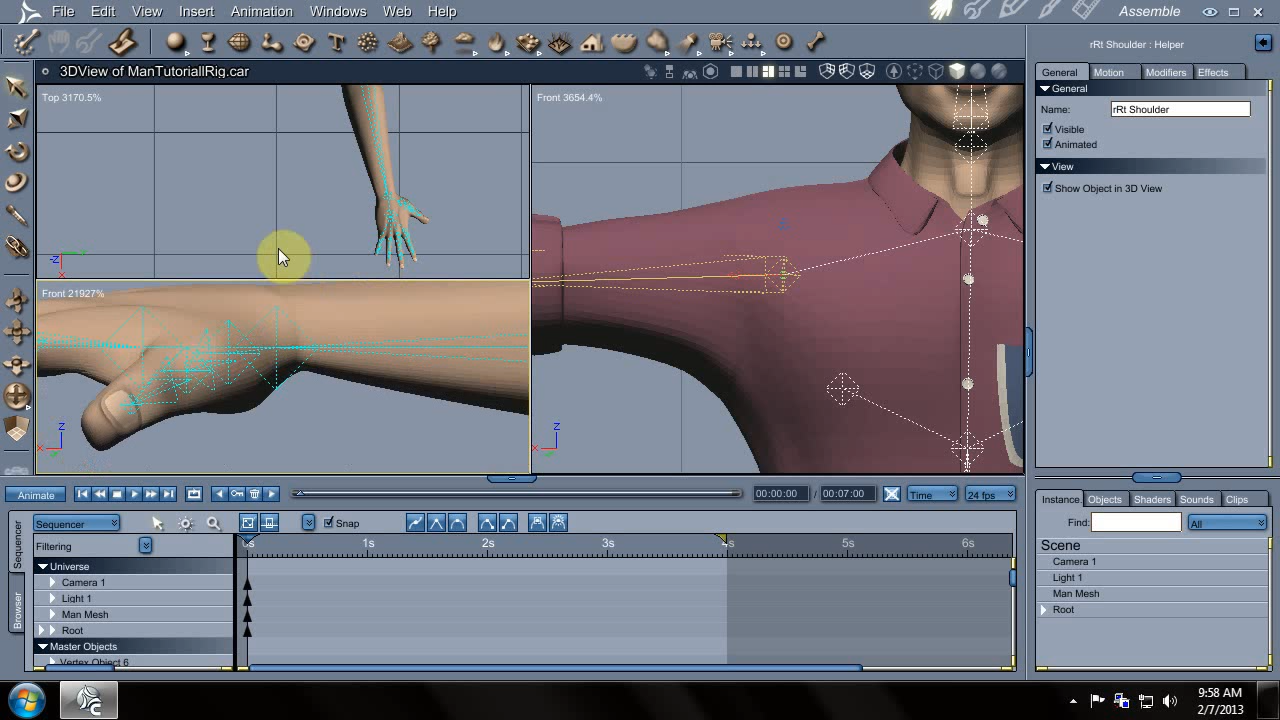 File Edit View Insert Animation Windows Web Help
Assemble
rRt Shoulder : Helper
3DView of ManTutorialIRig.car
General Motion Modifiers Effects
General
Name: rRt Shoulder
Visible
Animated
View
Show Object in 3D View
Top 3170.5%
Front 3654.4%
-Z
X
Front 21927%
Z
X
Z
X
Animate
00:00:00 / 00:07:00
Time
24 fps
Sequencer
Snap
Filtering
0s 1s 2s 3s 4s 5s 6s
Universe
Camera 1
Light 1
Man Mesh
Root
Master Objects
Vertex Object 6
Sequencer
Browser
Instance Objects Shaders Sounds Clips
Find:
All
Scene
Camera 1
Light 1
Man Mesh
Root
9:58 AM
2/7/2013